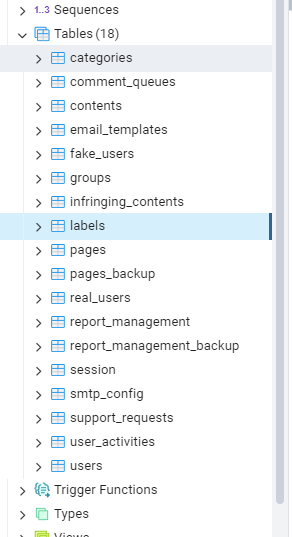 1..3 Sequences
Tables (18)
categories
comment_queues
contents
email_templates
fake_users
groups
infringing_contents
labels
pages
pages_backup
real_users
report_management
report_management_backup
session
smtp_config
support_requests
user_activities
users
Trigger Functions
Types
Views